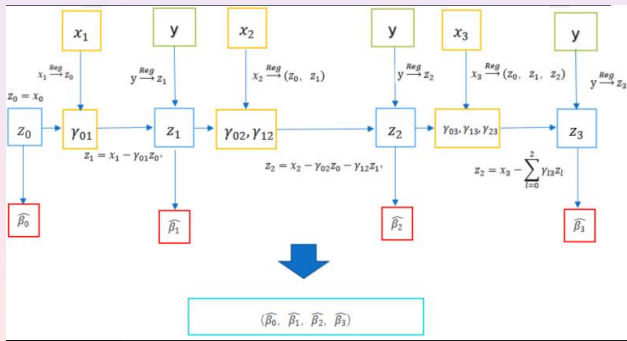 x₁ y x₂ y x₃ y
x₁ Reg→ z₀ y Reg→ z₁ x₂ Reg→ (z₀, z₁) y Reg→ z₂ x₃ Reg→ (z₀, z₁, z₂) y Reg→ z₃
z₀ = x₀
z₀ γ₀₁ z₁ γ₀₂, γ₁₂ z₂ γ₀₃, γ₁₃, γ₂₃ z₃
z₁ = x₁ − γ₀₁z₀, z₂ = x₂ − γ₀₂z₀ − γ₁₂z₁, z₂ = x₃ − ∑_{l=0}^{2} γ_{l3}z_l
β̂₀ β̂₁ β̂₂ β̂₃
(β̂₀, β̂₁, β̂₂, β̂₃)